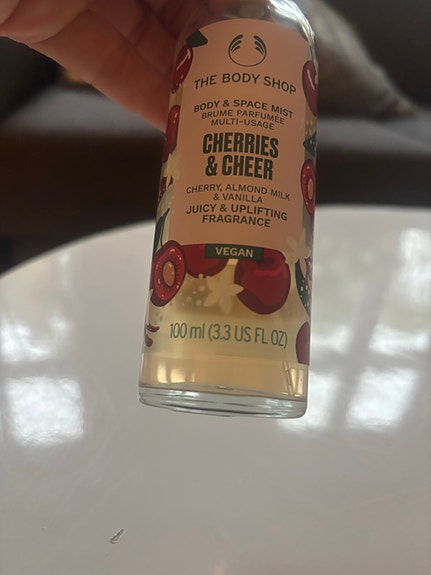 THE BODY SHOP
BODY & SPACE MIST
BRUME PARFUMÉE
MULTI-USAGE
CHERRIES
& CHEER
CHERRY, ALMOND MILK
& VANILLA
JUICY & UPLIFTING
FRAGRANCE
VEGAN
100 ml (3.3 US FL OZ)